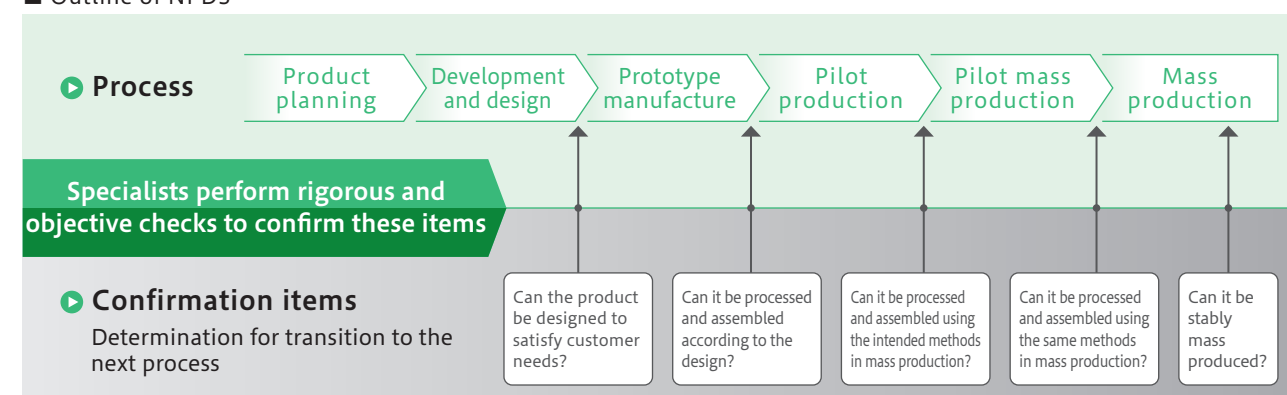 Process
Product
planning
Development
and design
Prototype
manufacture
Pilot
production
Pilot mass
production
Mass
production
Specialists perform rigorous and
objective checks to confirm these items
Confirmation items
Determination for transition to the
next process
Can the product
be designed to
satisfy customer
needs?
Can it be processed
and assembled
according to the
design?
Can it be processed
and assembled using
the intended methods
in mass production?
Can it be processed
and assembled using
the same methods
in mass production?
Can it be
stably
mass
produced?